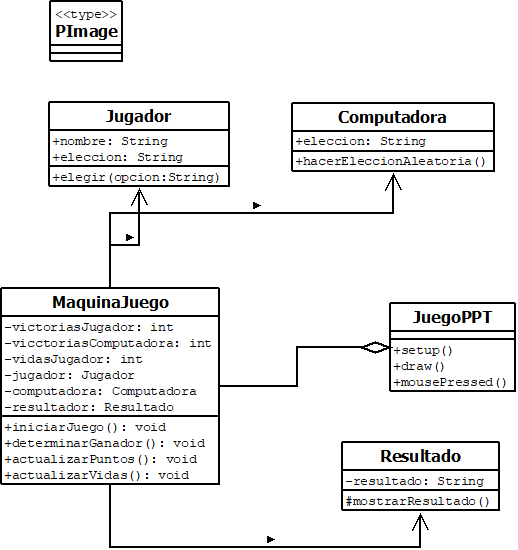 <<type>>
PImage
Jugador
+nombre: String
+eleccion: String
+elegir(opcion:String)
Computadora
+eleccion: String
+hacerEleccionAleatoria()
MaquinaJuego
-victoriasJugador: int
-vicctoriasComputadora: int
-vidasJugador: int
-jugador: Jugador
-computadora: Computadora
-resultador: Resultado
+iniciarJuego(): void
+determinarGanador(): void
+actualizarPuntos(): void
+actualizarVidas(): void
JuegoPPT
+setup()
+draw()
+mousePressed()
Resultado
-resultado: String
#mostrarResultado()